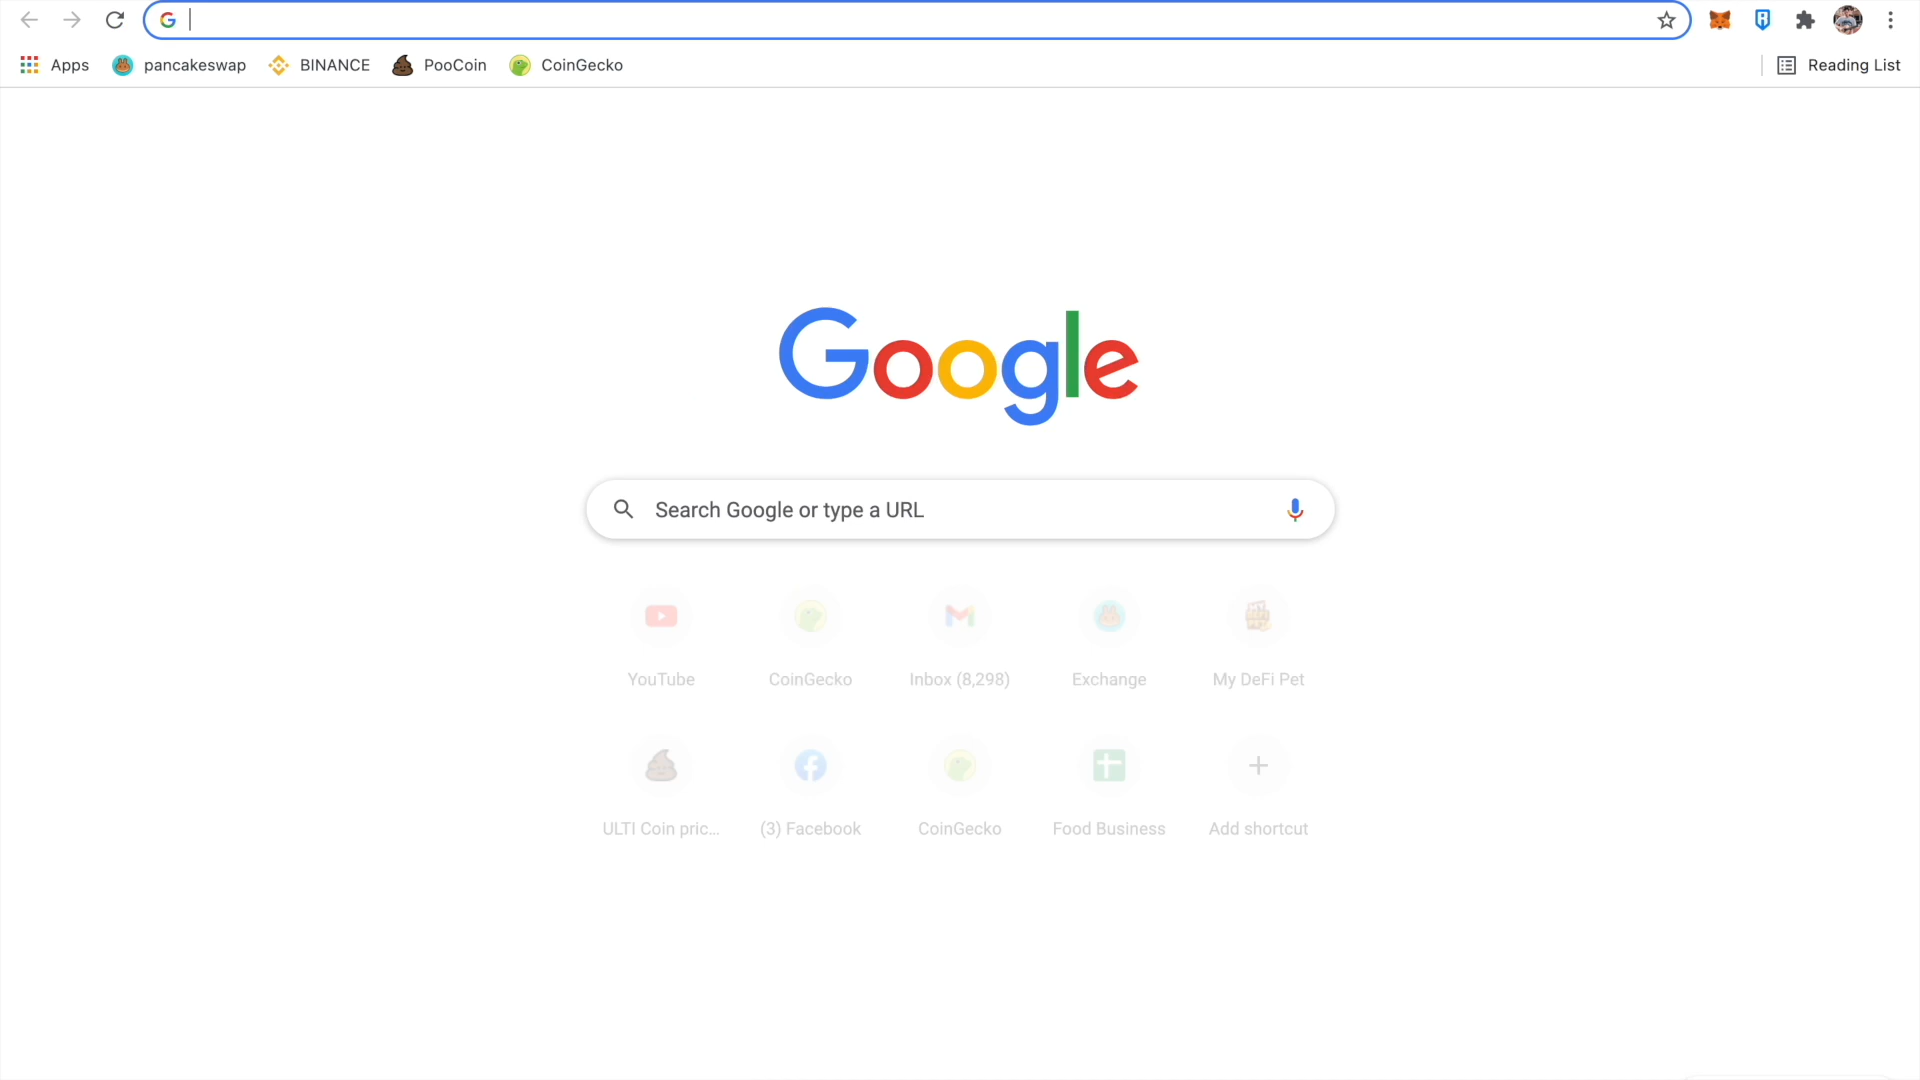 Apps pancakeswap BINANCE PooCoin CoinGecko Reading List
Google
Search Google or type a URL
YouTube CoinGecko Inbox (8,298) Exchange My DeFi Pet
ULTI Coin pric... (3) Facebook CoinGecko Food Business Add shortcut